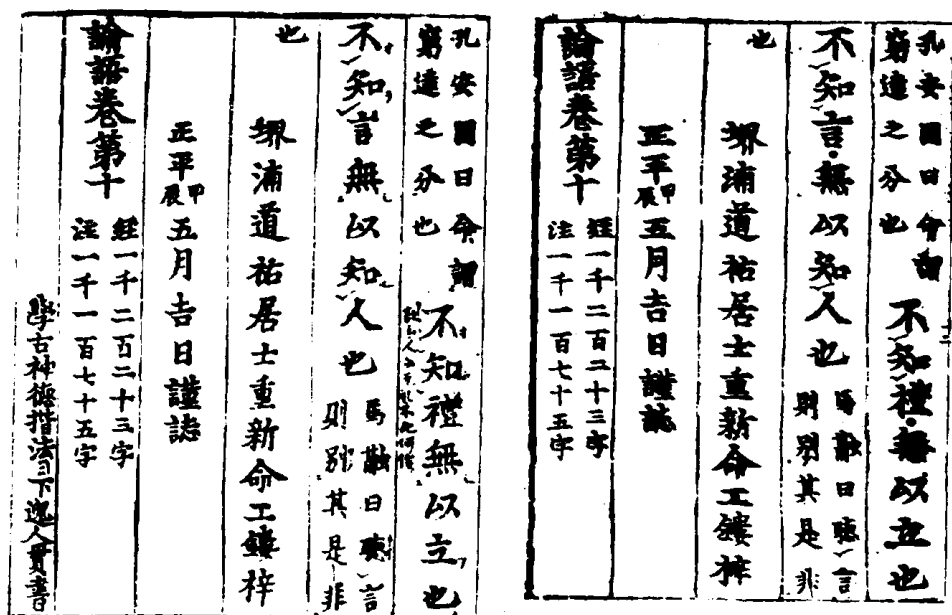 孔安國曰命謂
窮達之分也
不知禮無以立也
不知言無以知人也
馬融曰聽言
則別其是非
也
堺浦道祐居士重新命工鏤梓
正平甲辰五月吉日謹誌
論語卷第十
經一千二百二十三字
注一千一百七十五字
孔安國曰命謂
窮達之分也
不知禮無以立也
不知言無以知人也
馬融曰聽言
則別其是非
也
堺浦道祐居士重新命工鏤梓
正平甲辰五月吉日謹誌
論語卷第十
經一千二百二十三字
注一千一百七十五字
學古神德揩法日下逸人貫書